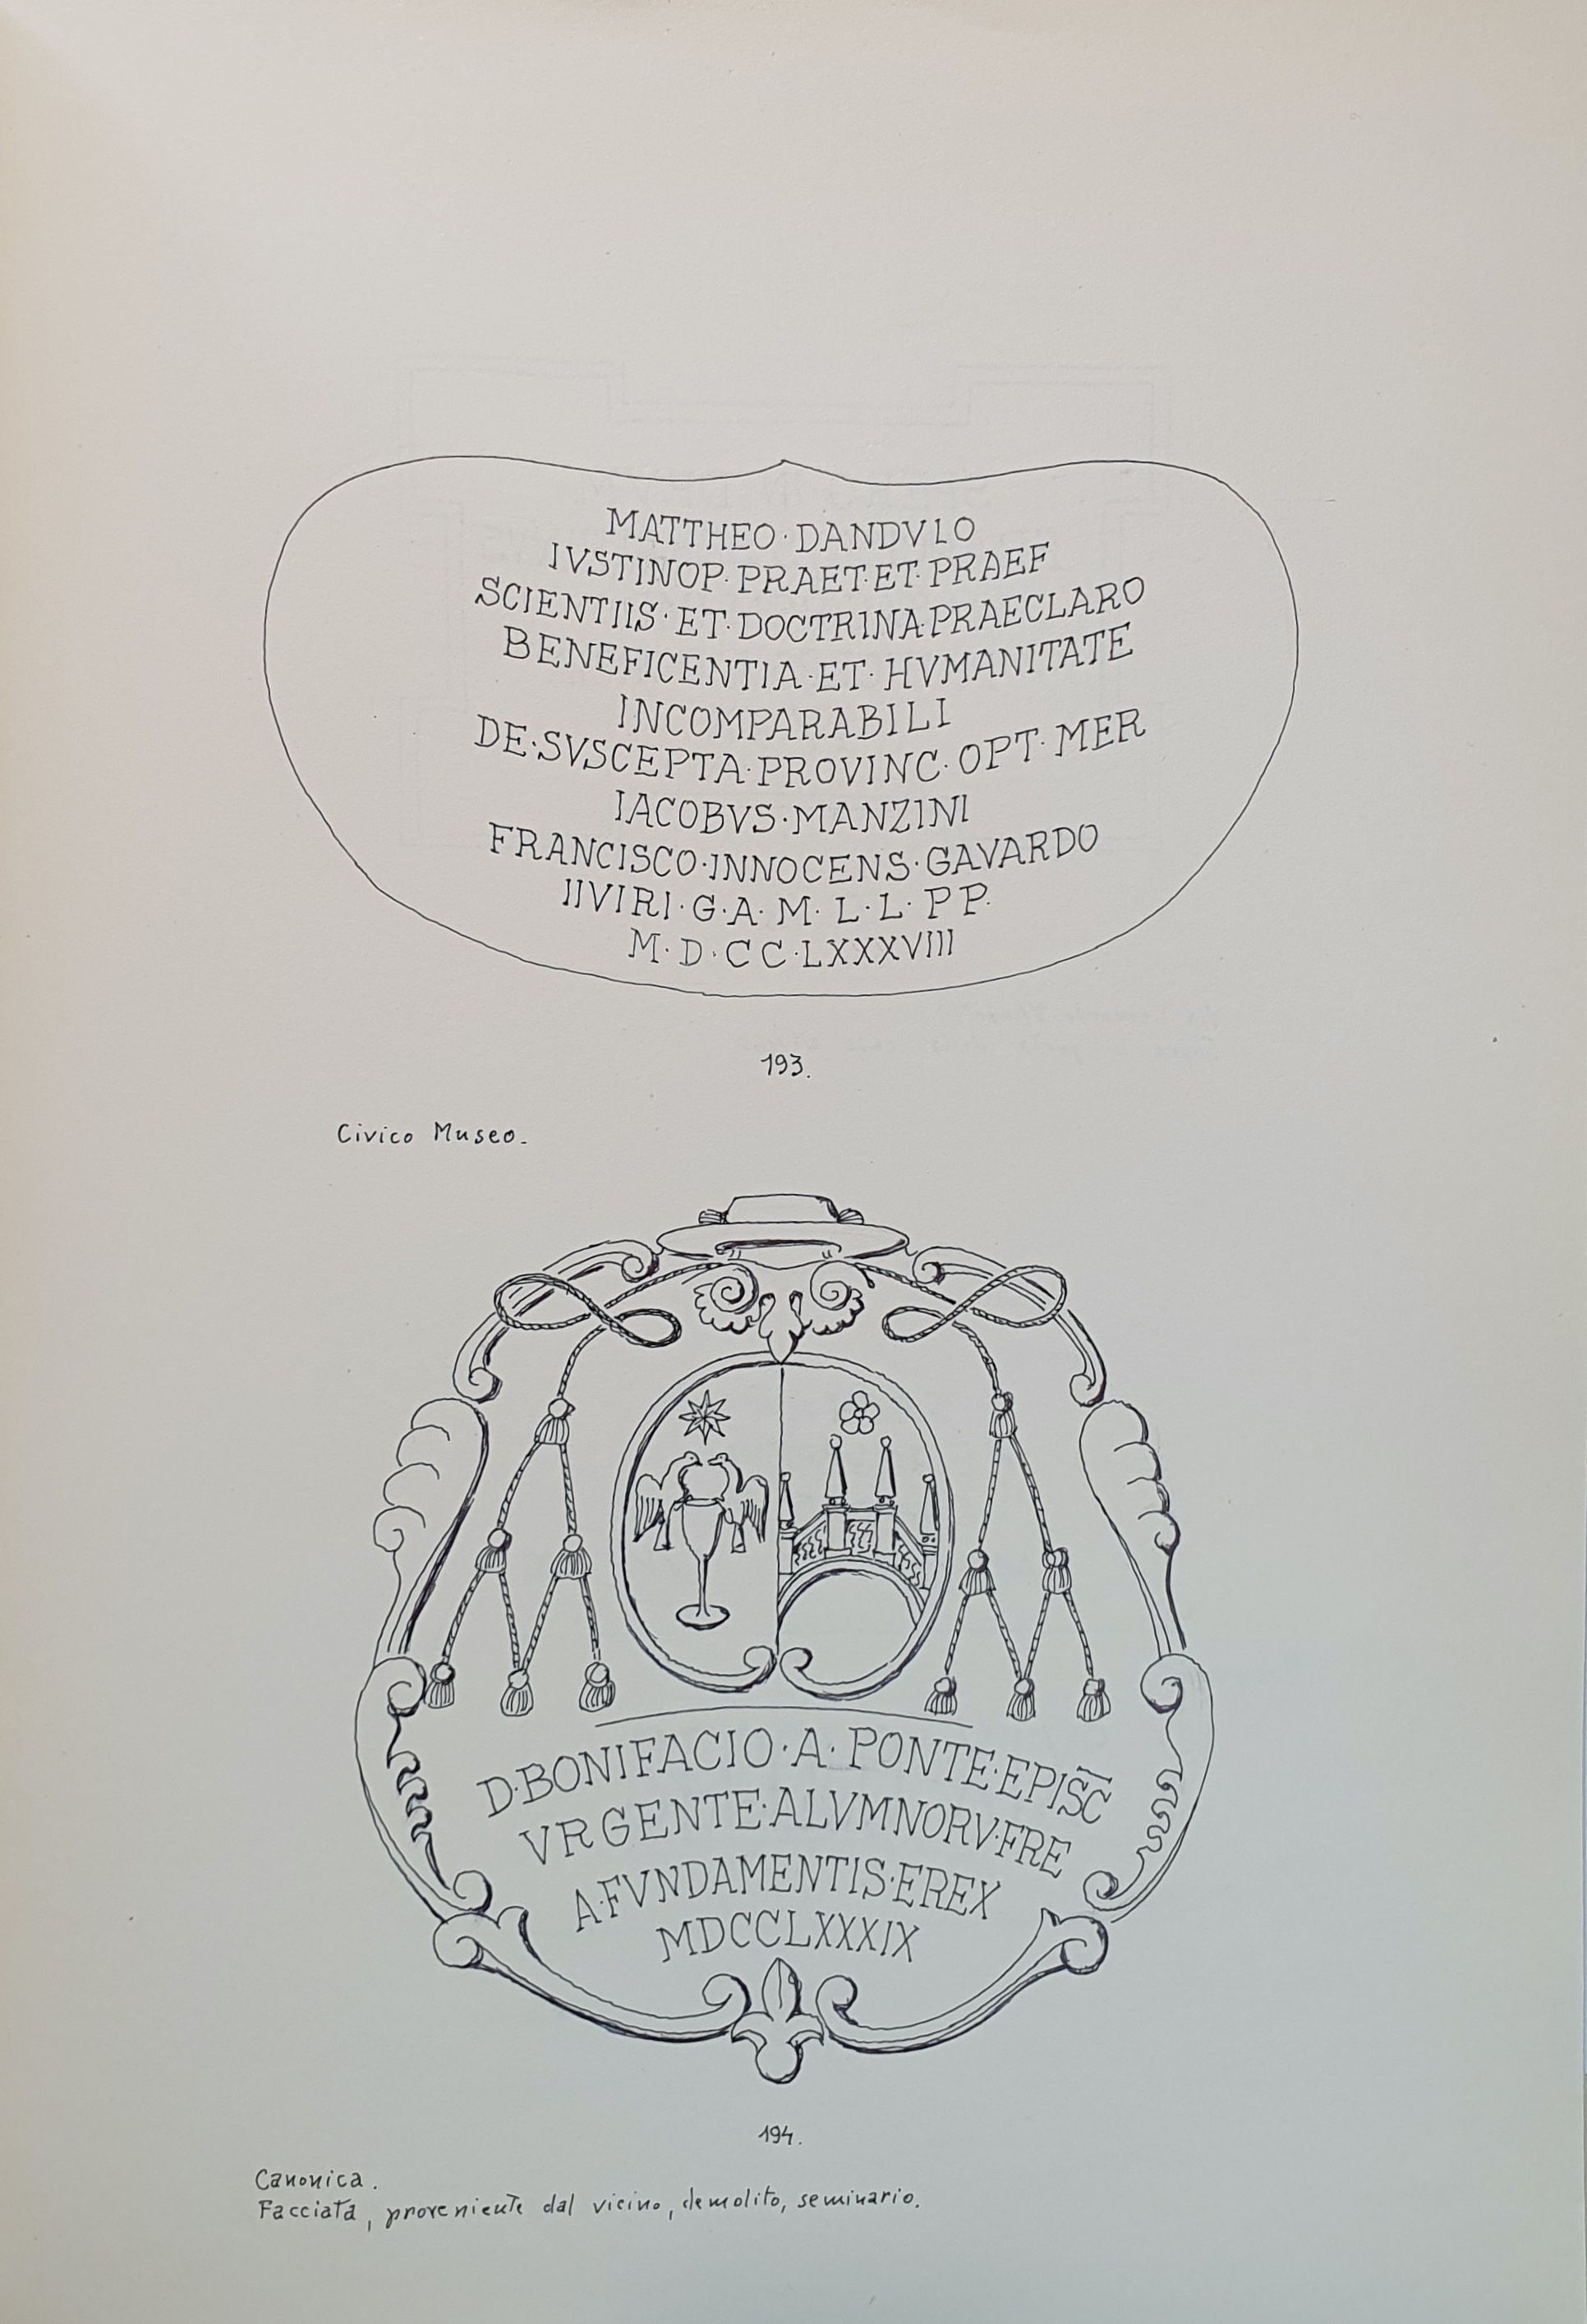 MATTHEO·DANDVLO
IVSTINOP·PRAET·ET·PRAEF
SCIENTIIS·ET·DOCTRINA·PRAECLARO
BENEFICENTIA·ET·HVMANITATE
INCOMPARABILI
DE·SVSCEPTA·PROVINC·OPT·MER
IACOBVS·MANZINI
FRANCISCO·INNOCENS·GAVARDO
IIVIRI·G·A·M·L·L·PP.
M·D·CC·LXXXVIII
193.
Civico Museo.
D·BONIFACIO·A·PONTE·EPISC̅
VRGENTE·ALVMNORV·FRE
A·FVNDAMENTIS·EREX
MDCCLXXXIX
194.
Canonica.
Facciata, proveniente dal vicino, demolito, seminario.